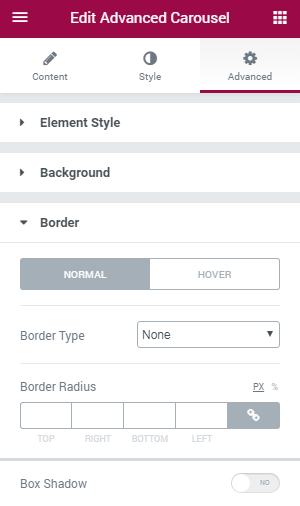 Edit Advanced Carousel
Content Style Advanced
Element Style
Background
Border
NORMAL HOVER
Border Type None
Border Radius PX %
TOP RIGHT BOTTOM LEFT
Box Shadow NO